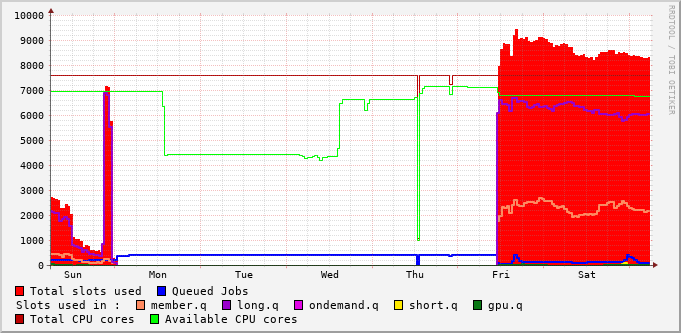 10000
9000
8000
7000
6000
5000
4000
3000
2000
1000
0
Sun Mon Tue Wed Thu Fri Sat
RRDTOOL / TOBI OETIKER
Total slots used Queued Jobs
Slots used in : member.q long.q ondemand.q short.q gpu.q
Total CPU cores Available CPU cores